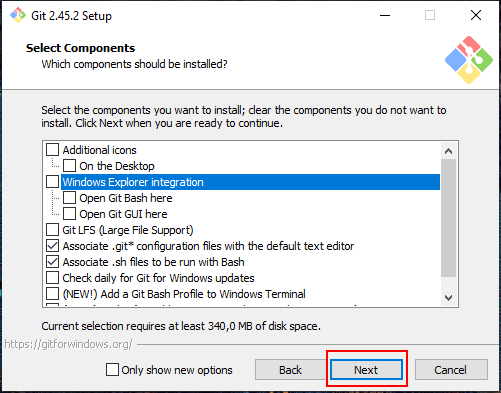 Git 2.45.2 Setup
Select Components
Which components should be installed?
Select the components you want to install; clear the components you do not want to
install. Click Next when you are ready to continue.
Additional icons
On the Desktop
Windows Explorer integration
Open Git Bash here
Open Git GUI here
Git LFS (Large File Support)
Associate .git* configuration files with the default text editor
Associate .sh files to be run with Bash
Check daily for Git for Windows updates
(NEW!) Add a Git Bash Profile to Windows Terminal
Current selection requires at least 340,0 MB of disk space.
https://gitforwindows.org/
Only show new options
Back
Next
Cancel